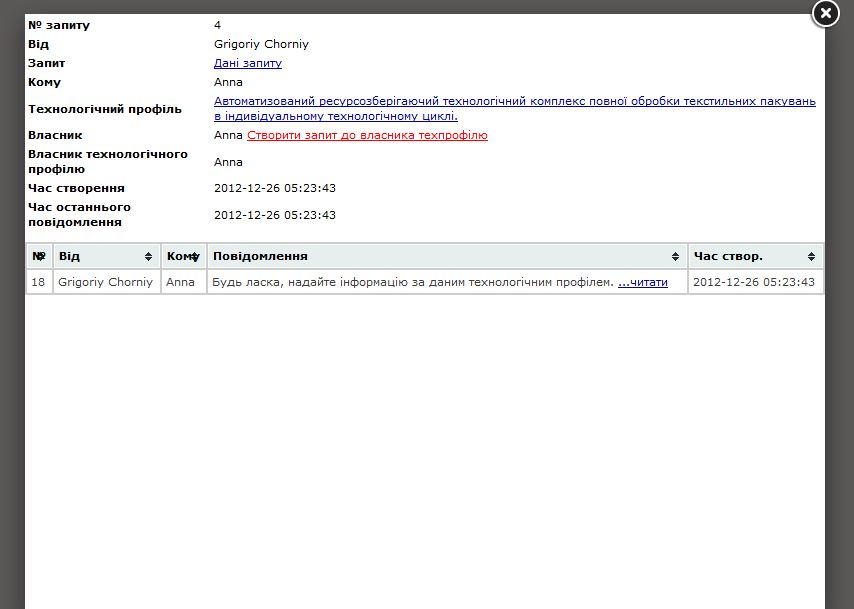 № запиту 4
Від Grigoriy Chorniy
Запит Дані запиту
Кому Anna
Технологічний профіль Автоматизований ресурсозберігаючий технологічний комплекс повної обробки текстильних пакувань
в індивідуальному технологічному циклі.
Власник Anna Створити запит до власника техпрофілю
Власник технологічного
профілю Anna
Час створення 2012-12-26 05:23:43
Час останнього
повідомлення 2012-12-26 05:23:43
№ Від Кому Повідомлення Час створ.
18 Grigoriy Chorniy Anna Будь ласка, надайте інформацію за даним технологічним профілем. ...читати 2012-12-26 05:23:43